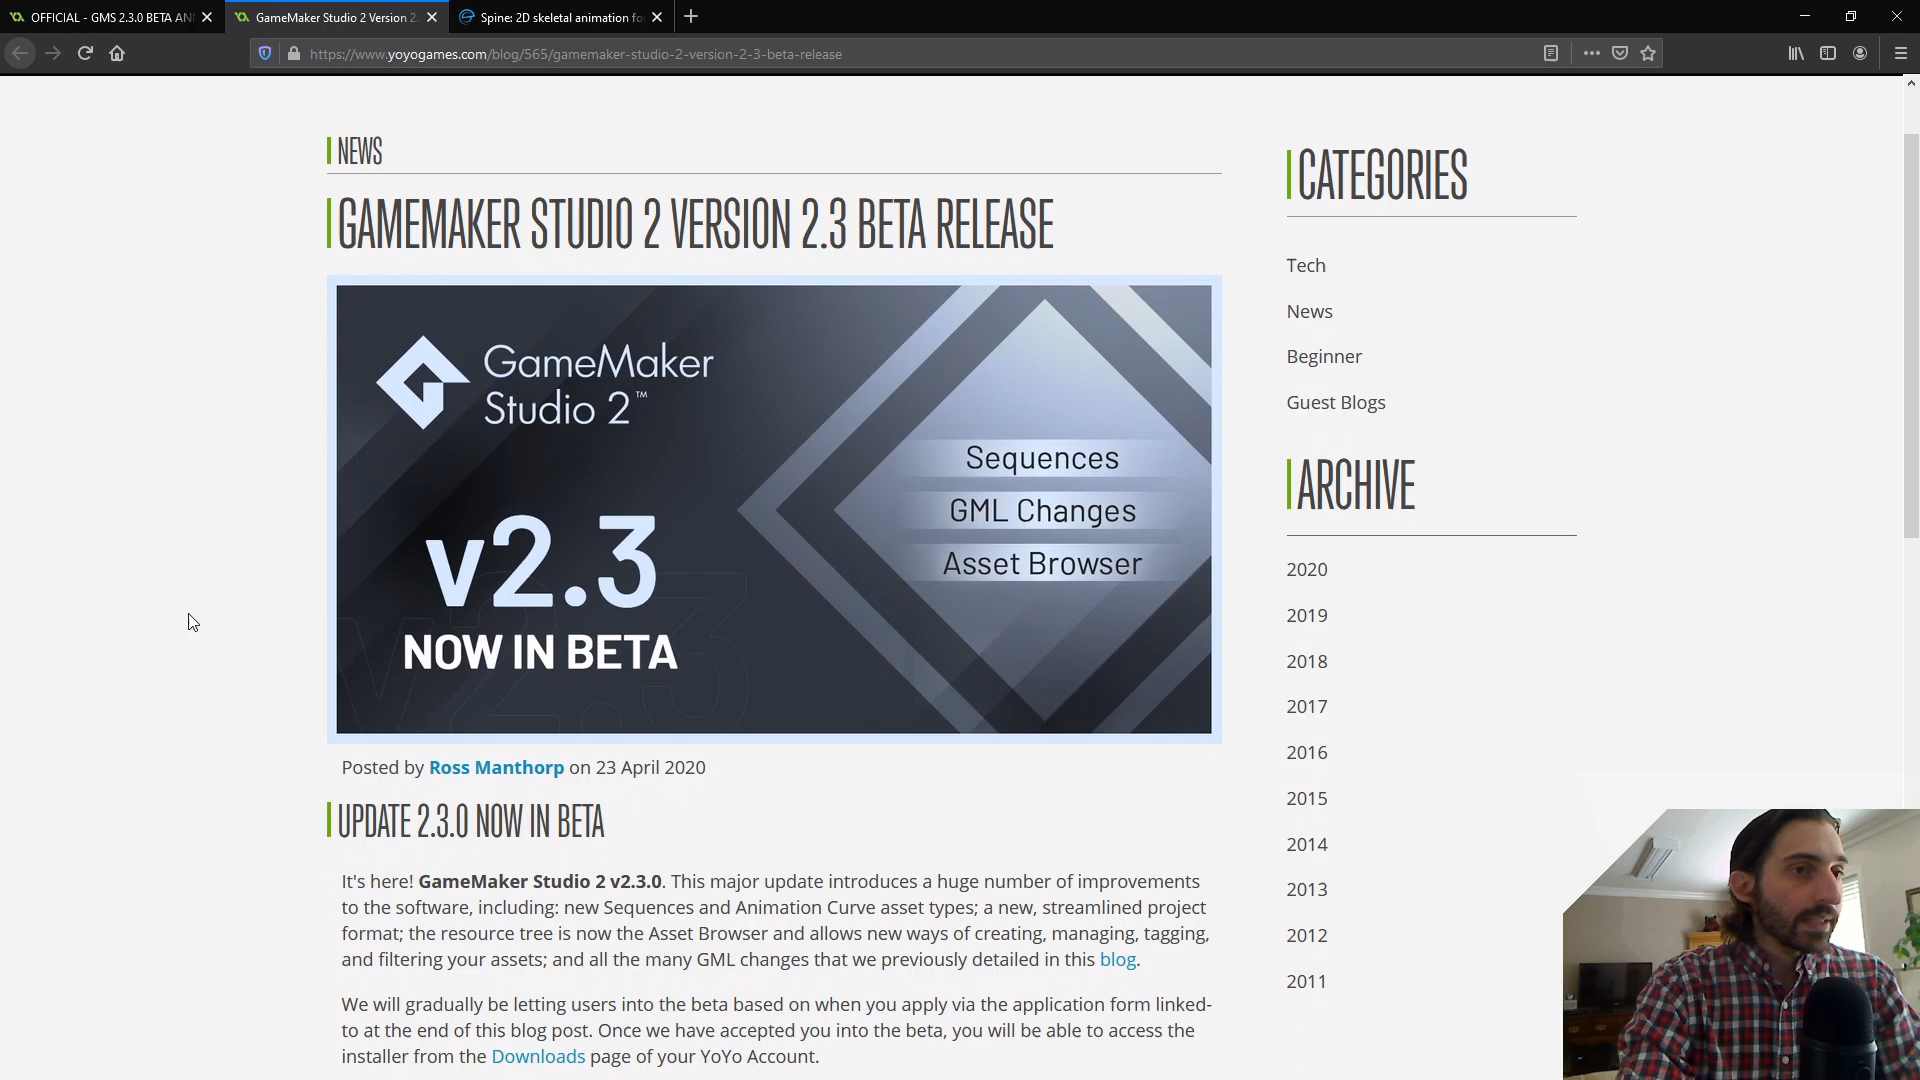 OFFICIAL - GMS 2.3.0 BETA AN
GameMaker Studio 2 Version 2.
Spine: 2D skeletal animation fo
https://www.yoyogames.com/blog/565/gamemaker-studio-2-version-2-3-beta-release
NEWS
GAMEMAKER STUDIO 2 VERSION 2.3 BETA RELEASE
GameMaker
Studio 2™
v2.3
NOW IN BETA
Sequences
GML Changes
Asset Browser
v2.3
Posted by Ross Manthorp on 23 April 2020
UPDATE 2.3.0 NOW IN BETA
It's here! GameMaker Studio 2 v2.3.0. This major update introduces a huge number of improvements
to the software, including: new Sequences and Animation Curve asset types; a new, streamlined project
format; the resource tree is now the Asset Browser and allows new ways of creating, managing, tagging,
and filtering your assets; and all the many GML changes that we previously detailed in this blog.
We will gradually be letting users into the beta based on when you apply via the application form linked-
to at the end of this blog post. Once we have accepted you into the beta, you will be able to access the
installer from the Downloads page of your YoYo Account.
CATEGORIES
Tech
News
Beginner
Guest Blogs
ARCHIVE
2020
2019
2018
2017
2016
2015
2014
2013
2012
2011